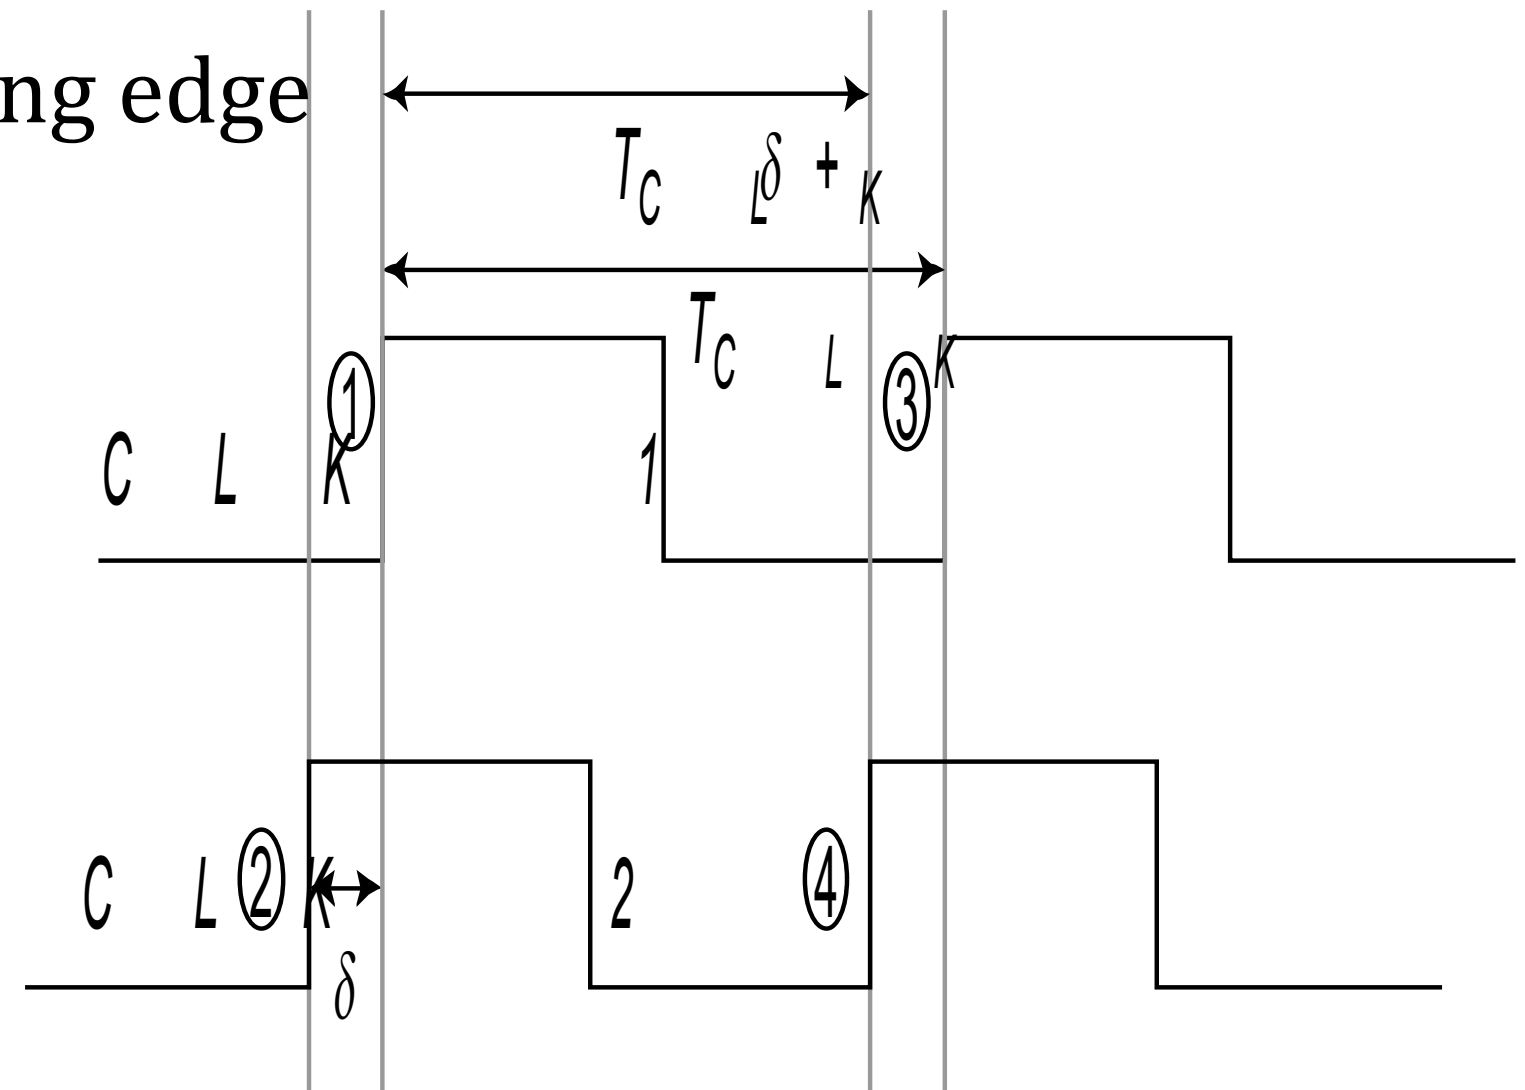 ng edge
T C L δ + K
T C L K
① ③
C L K 1
C L ② K 2 ④
δ